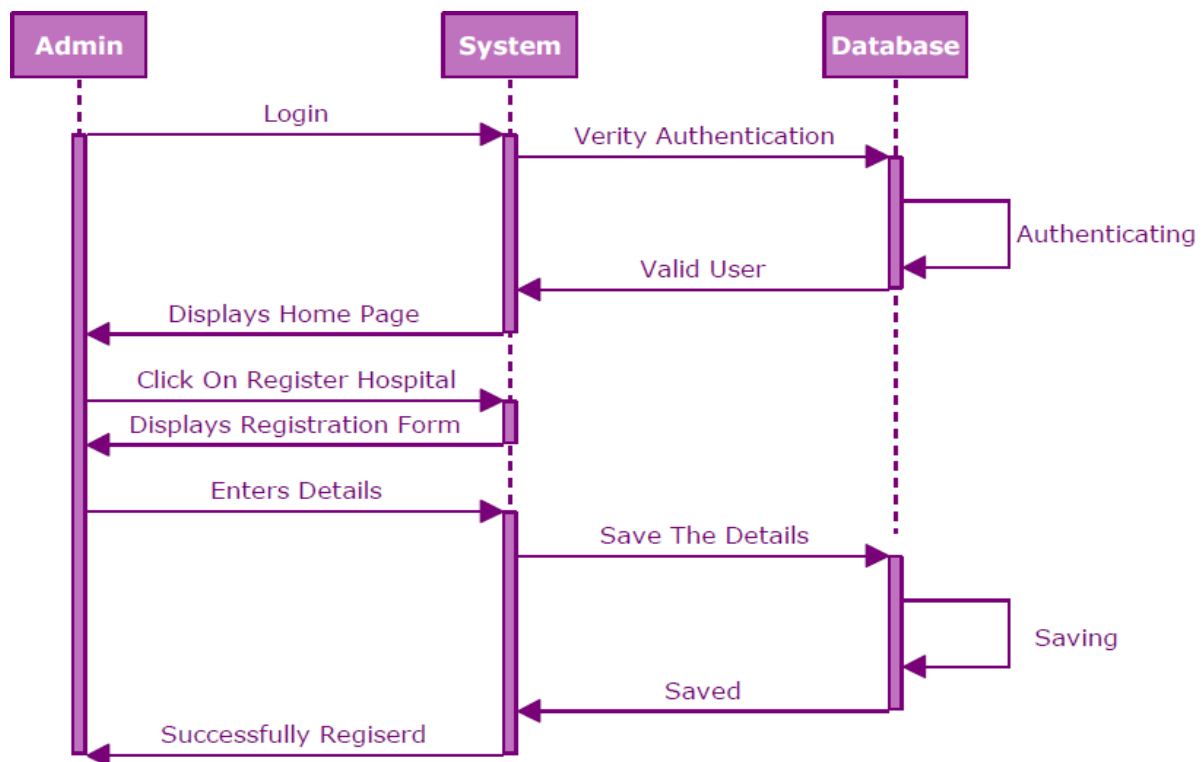 Admin
System
Database
Login
Verity Authentication
Authenticating
Valid User
Displays Home Page
Click On Register Hospital
Displays Registration Form
Enters Details
Save The Details
Saving
Saved
Successfully Regiserd